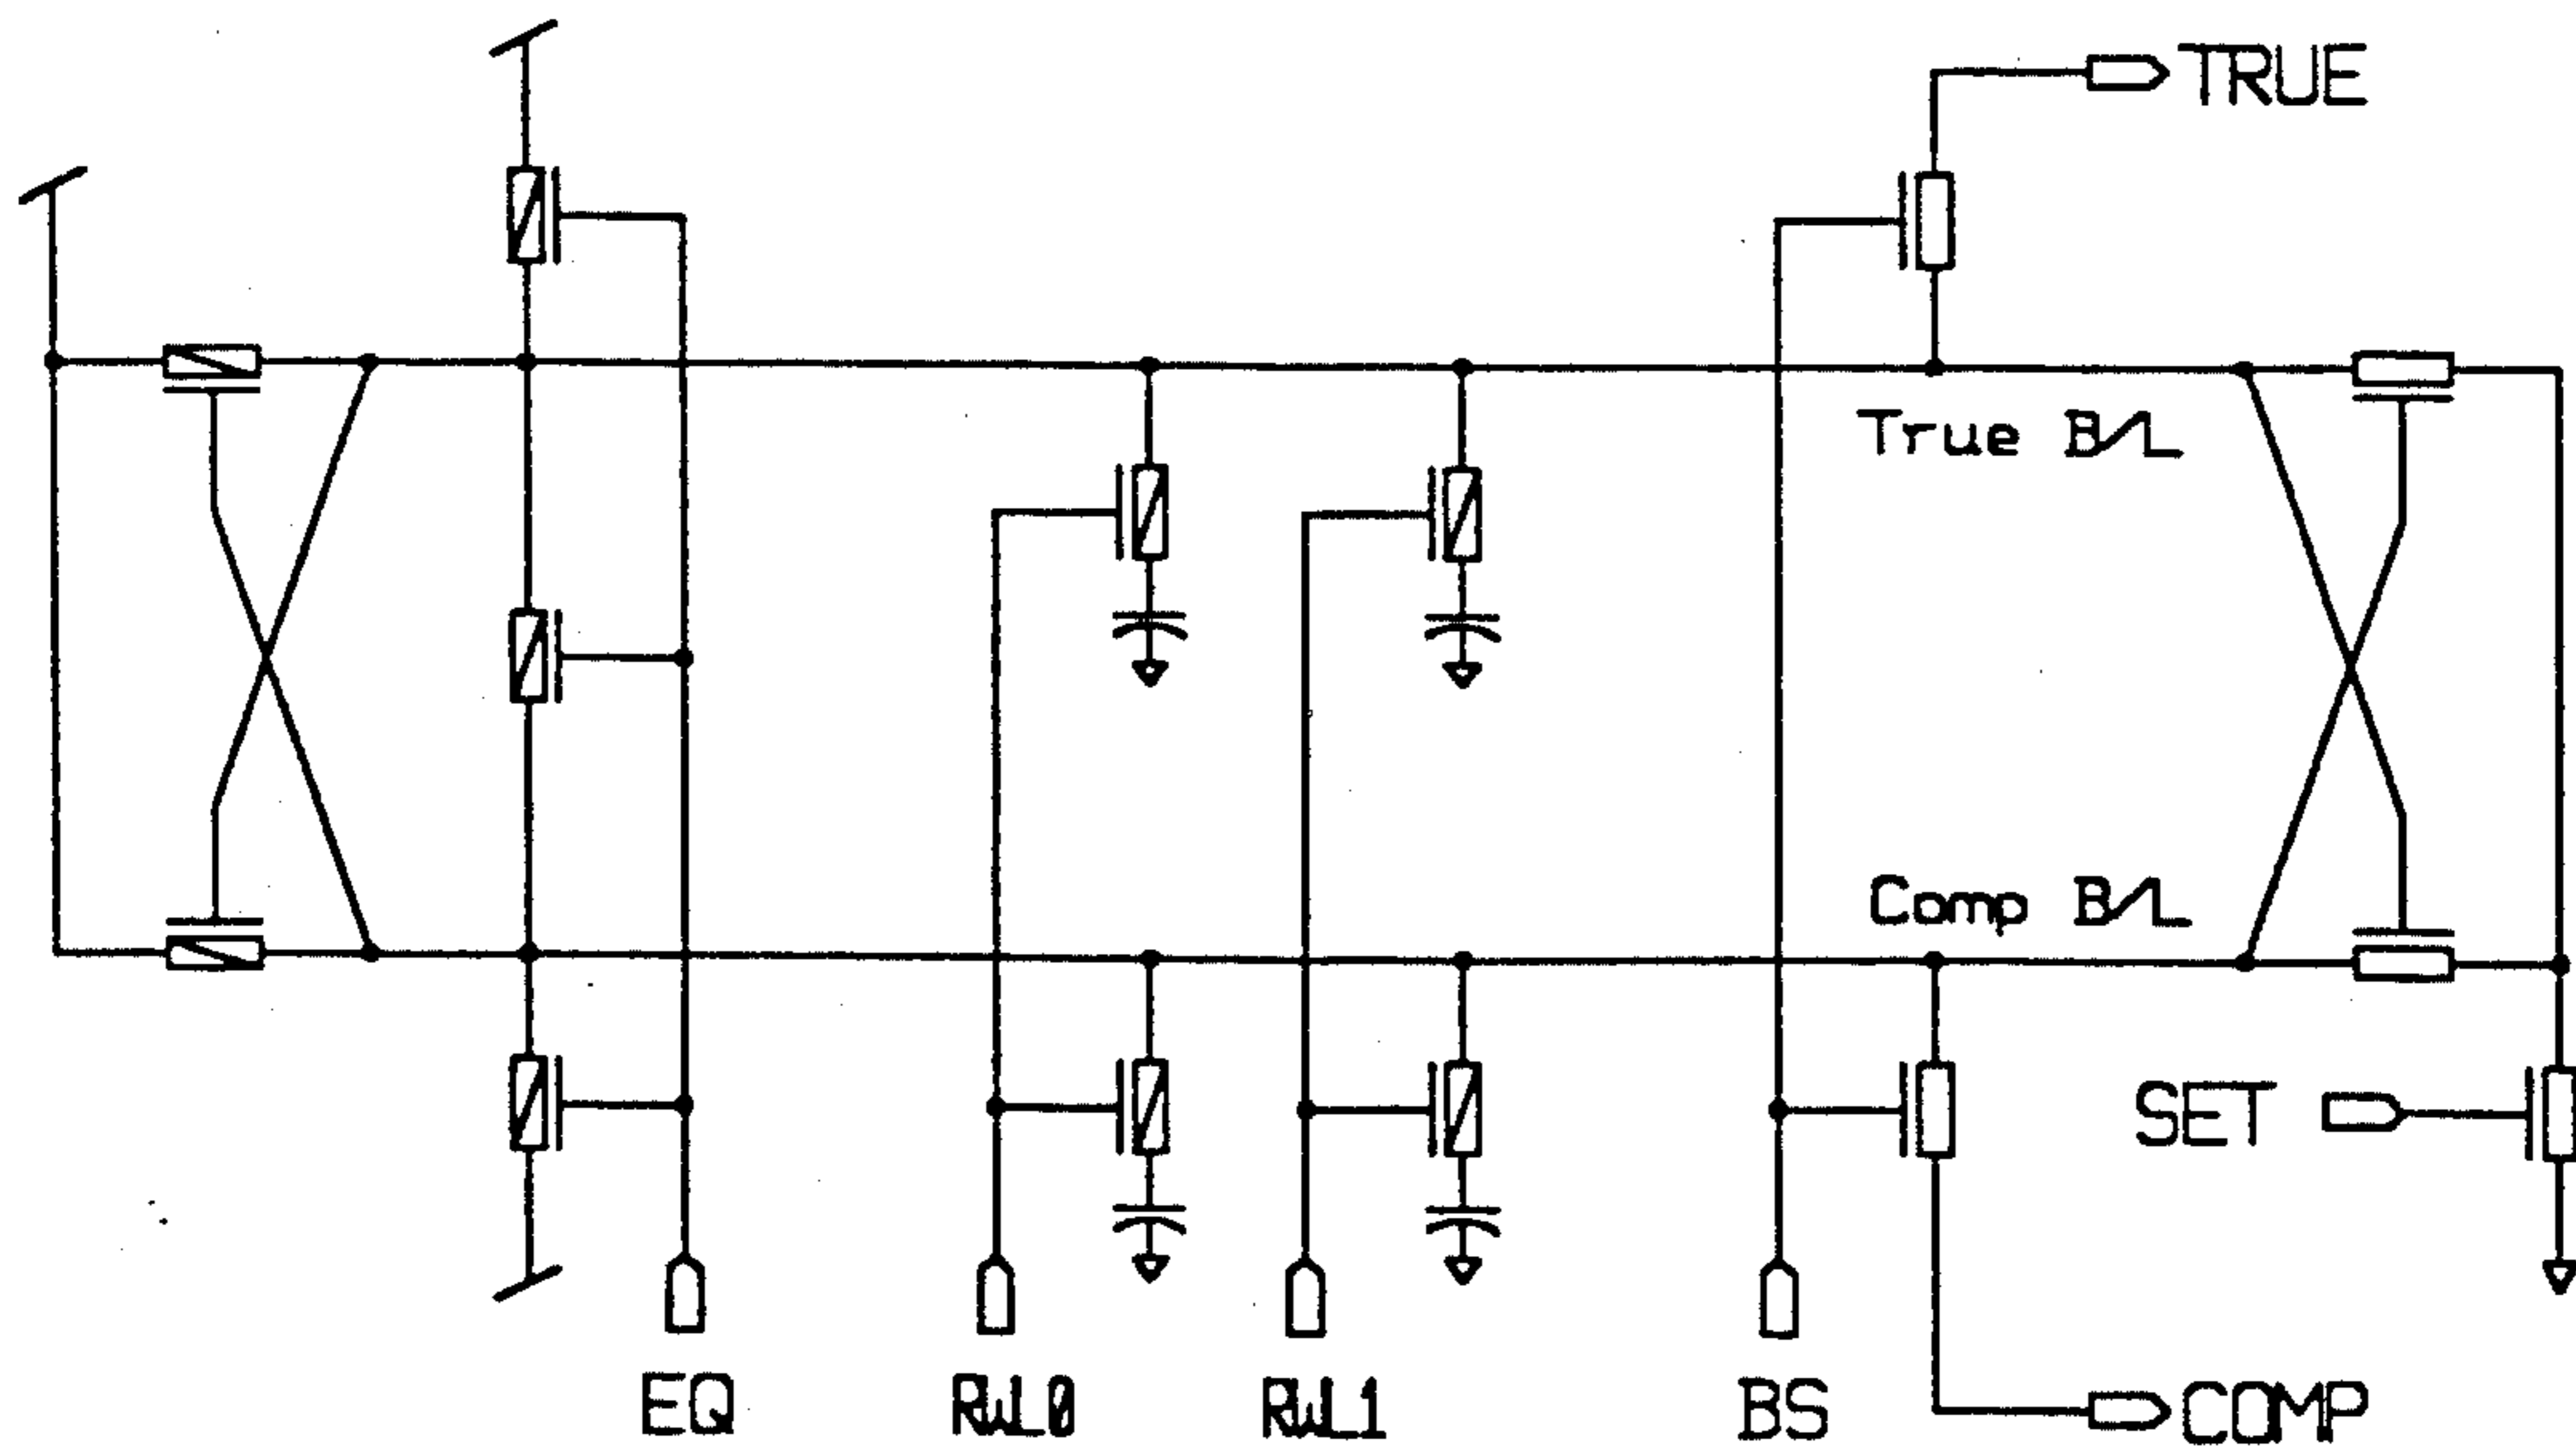 TRUE
True B/L
Comp B/L
SET
EQ
RWL0
RWL1
BS
COMP